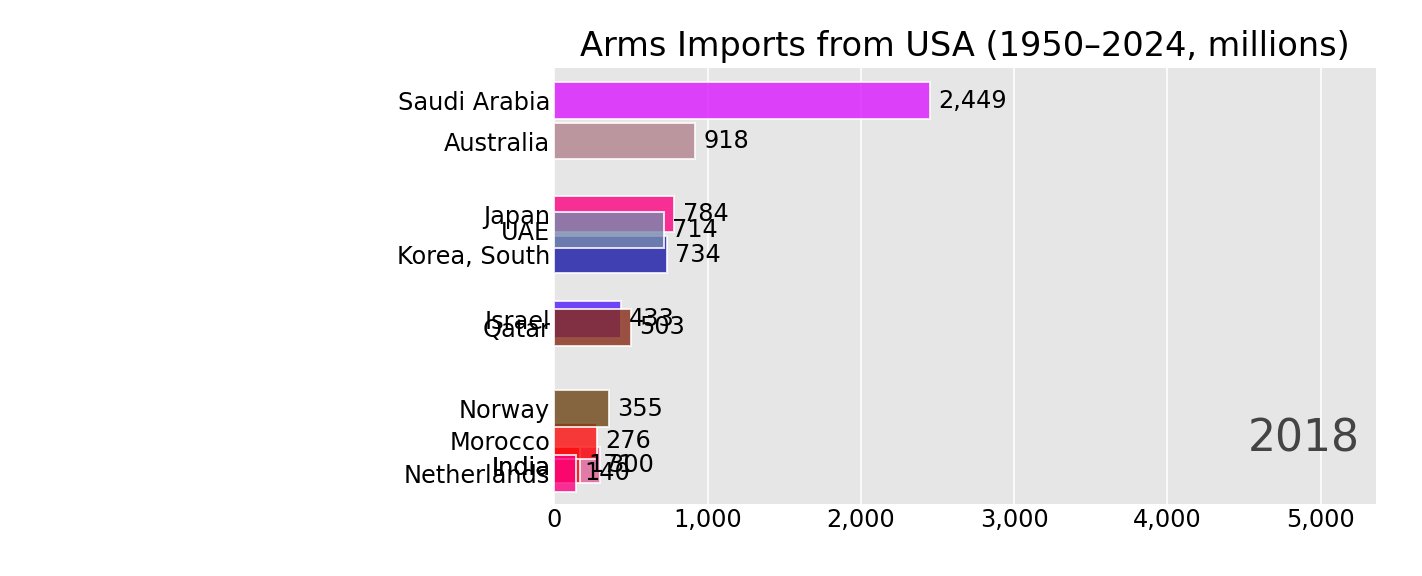 Arms Imports from USA (1950–2024, millions)
Saudi Arabia 2,449
Australia 918
Japan 784
UAE 714
Korea, South 734
Israel 433
Qatar 503
Norway 355
Morocco 276
India 300
Netherlands 140
2018
0 1,000 2,000 3,000 4,000 5,000